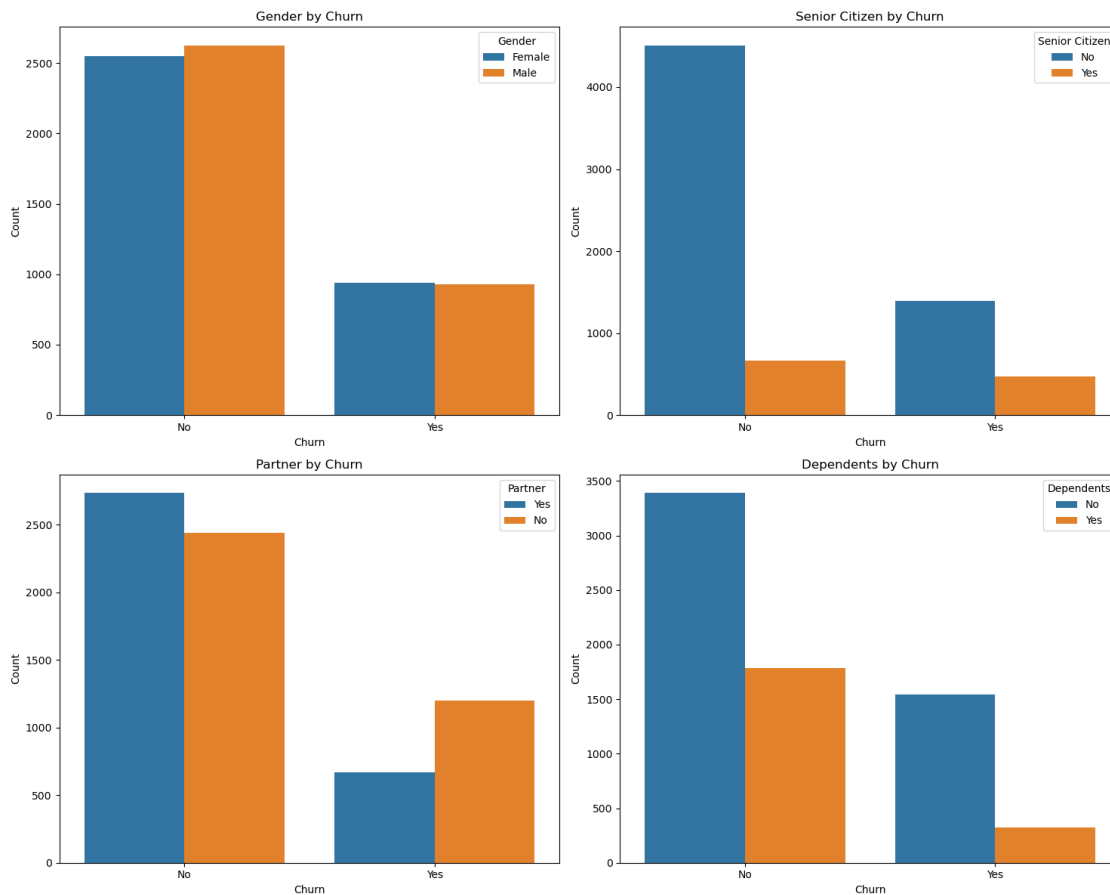 Gender by Churn
Gender
Female
Male
2500
2000
1500
1000
500
0
Count
No
Yes
Churn
Senior Citizen by Churn
Senior Citizen
No
Yes
4000
3000
2000
1000
0
Count
No
Yes
Churn
Partner by Churn
Partner
Yes
No
2500
2000
1500
1000
500
0
Count
No
Yes
Churn
Dependents by Churn
Dependents
No
Yes
3500
3000
2500
2000
1500
1000
500
0
Count
No
Yes
Churn